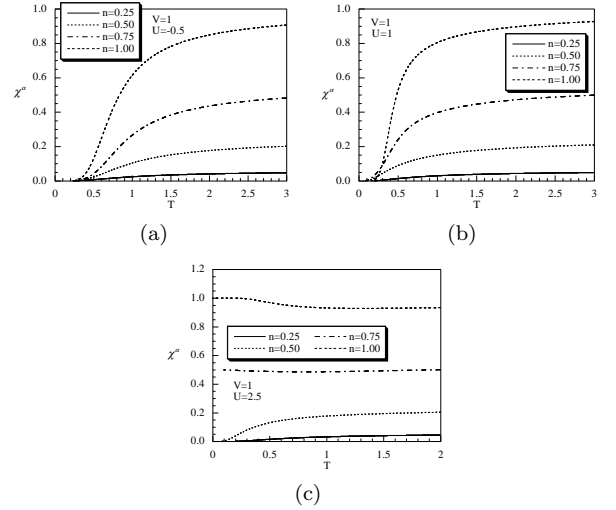 1.0
0.8
0.6
0.4
0.2
0.0
χᵅ
n=0.25
n=0.50
n=0.75
n=1.00
V=1
U=-0.5
0 0.5 1 1.5 2 2.5 3
T
(a)
1.0
0.8
0.6
0.4
0.2
0.0
χᵅ
V=1
U=1
n=0.25
n=0.50
n=0.75
n=1.00
0 0.5 1 1.5 2 2.5 3
T
(b)
1.2
1.0
0.8
0.6
0.4
0.2
0.0
χᵅ
n=0.25 n=0.75
n=0.50 n=1.00
V=1
U=2.5
0 0.5 1 1.5 2
T
(c)